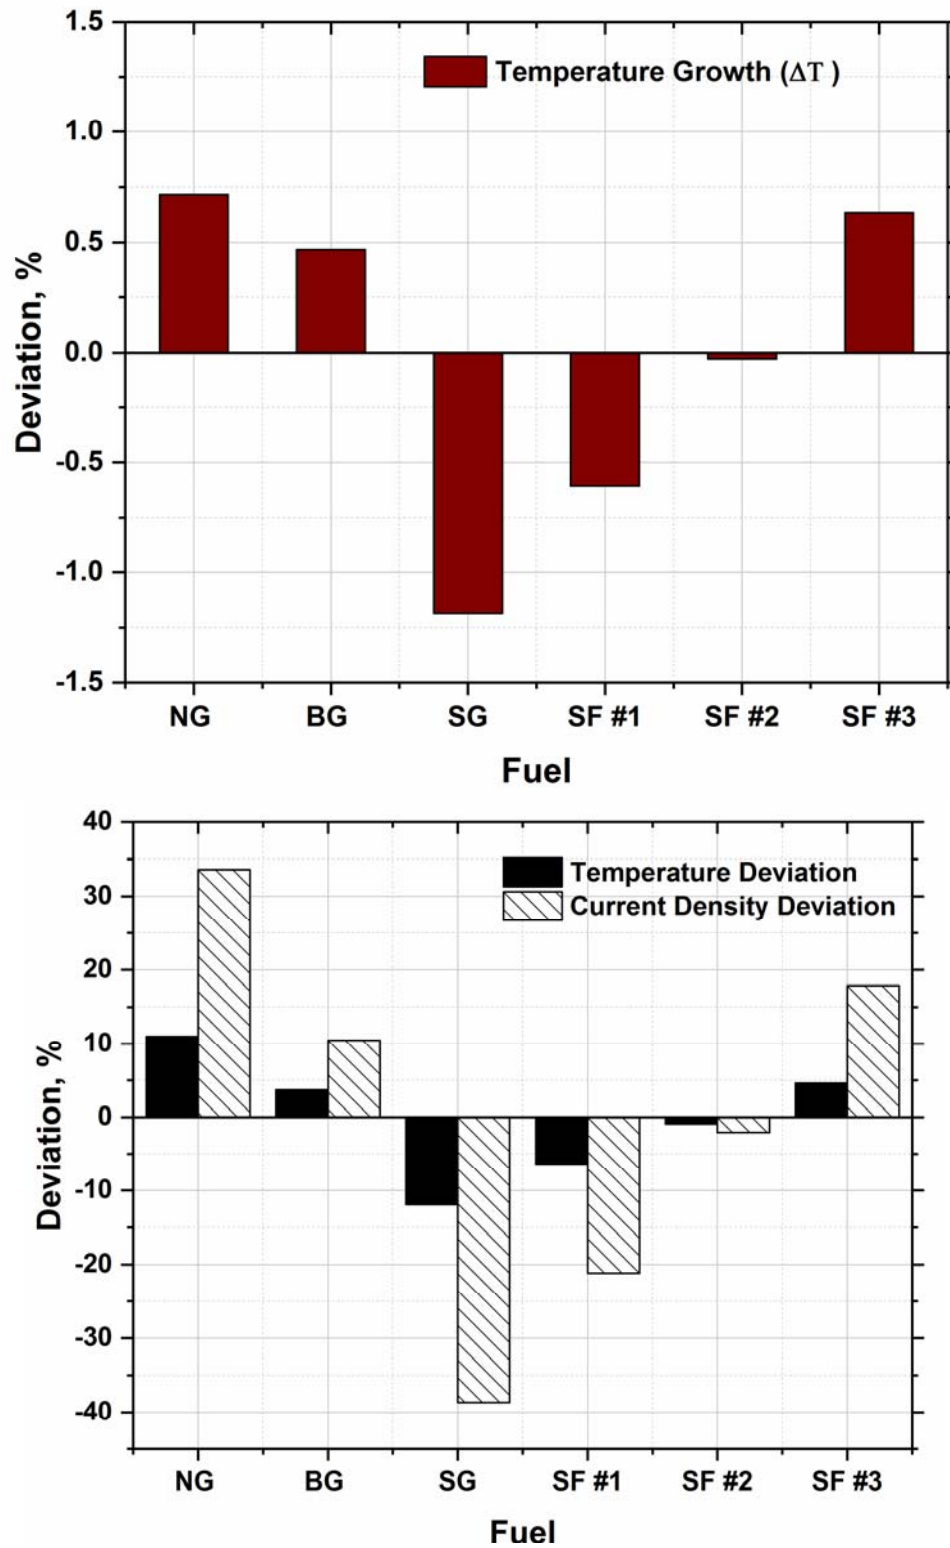 1.5
Temperature Growth (ΔT )
1.0
0.5
0.0
-0.5
-1.0
-1.5
Deviation, %
NG BG SG SF #1 SF #2 SF #3
Fuel
40
Temperature Deviation
30
Current Density Deviation
20
10
0
-10
-20
-30
-40
Deviation, %
NG BG SG SF #1 SF #2 SF #3
Fuel